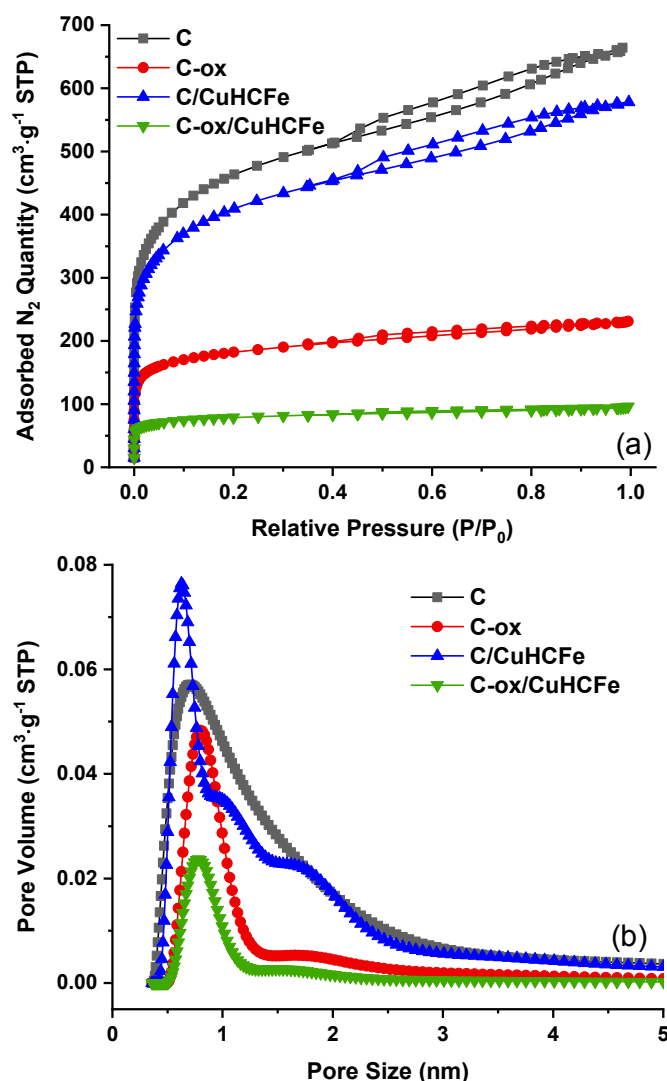 700
600
500
400
300
200
100
0
Adsorbed N₂ Quantity (cm³·g⁻¹ STP)
C
C-ox
C/CuHCFe
C-ox/CuHCFe
(a)
0.0 0.2 0.4 0.6 0.8 1.0
Relative Pressure (P/P₀)
0.08
0.06
0.04
0.02
0.00
Pore Volume (cm³·g⁻¹ STP)
C
C-ox
C/CuHCFe
C-ox/CuHCFe
(b)
0 1 2 3 4 5
Pore Size (nm)